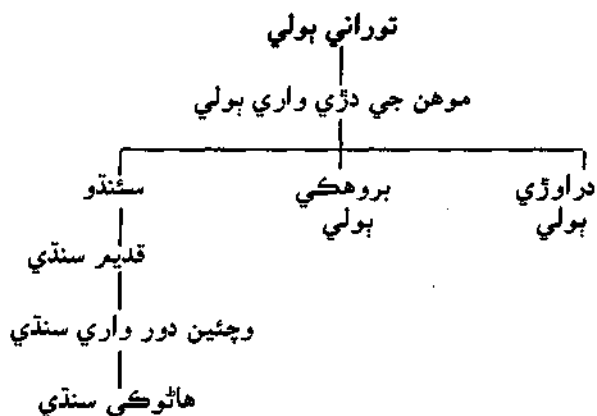 توراني ٻولي
موهن جي دڙي واري ٻولي
دراوڙي ٻولي
بروهڪي ٻولي
سئنڌو
قديم سنڌي
وچئين دور واري سنڌي
هاڻوڪي سنڌي